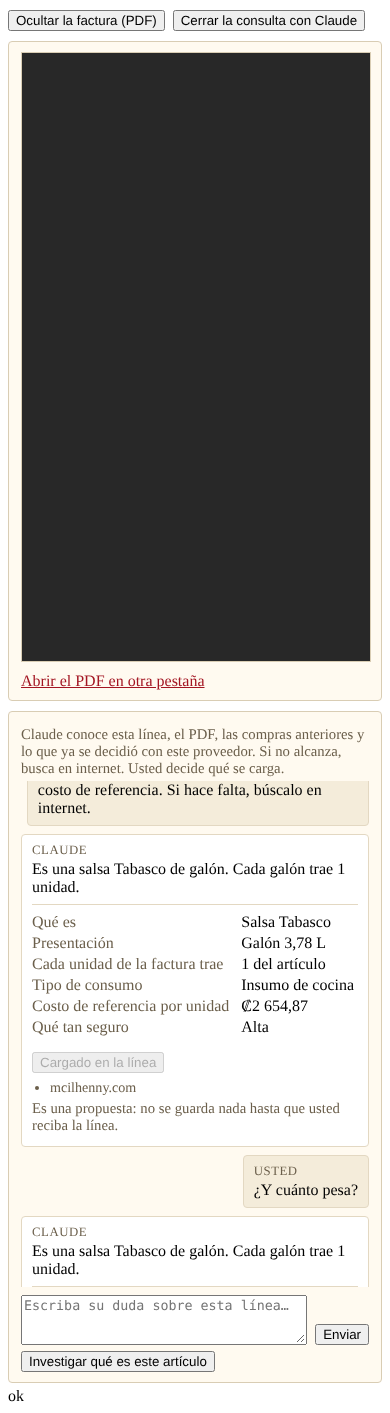 Ocultar la factura (PDF) Cerrar la consulta con Claude
Abrir el PDF en otra pestaña
Claude conoce esta línea, el PDF, las compras anteriores y
lo que ya se decidió con este proveedor. Si no alcanza,
busca en internet. Usted decide qué se carga.
costo de referencia. Si hace falta, búscalo en
internet.
CLAUDE
Es una salsa Tabasco de galón. Cada galón trae 1
unidad.
Qué es Salsa Tabasco
Presentación Galón 3,78 L
Cada unidad de la factura trae 1 del artículo
Tipo de consumo Insumo de cocina
Costo de referencia por unidad ₡2 654,87
Qué tan seguro Alta
Cargado en la línea
• mcilhenny.com
Es una propuesta: no se guarda nada hasta que usted
reciba la línea.
USTED
¿Y cuánto pesa?
CLAUDE
Es una salsa Tabasco de galón. Cada galón trae 1
unidad.
Escriba su duda sobre esta línea… Enviar
Investigar qué es este artículo
ok